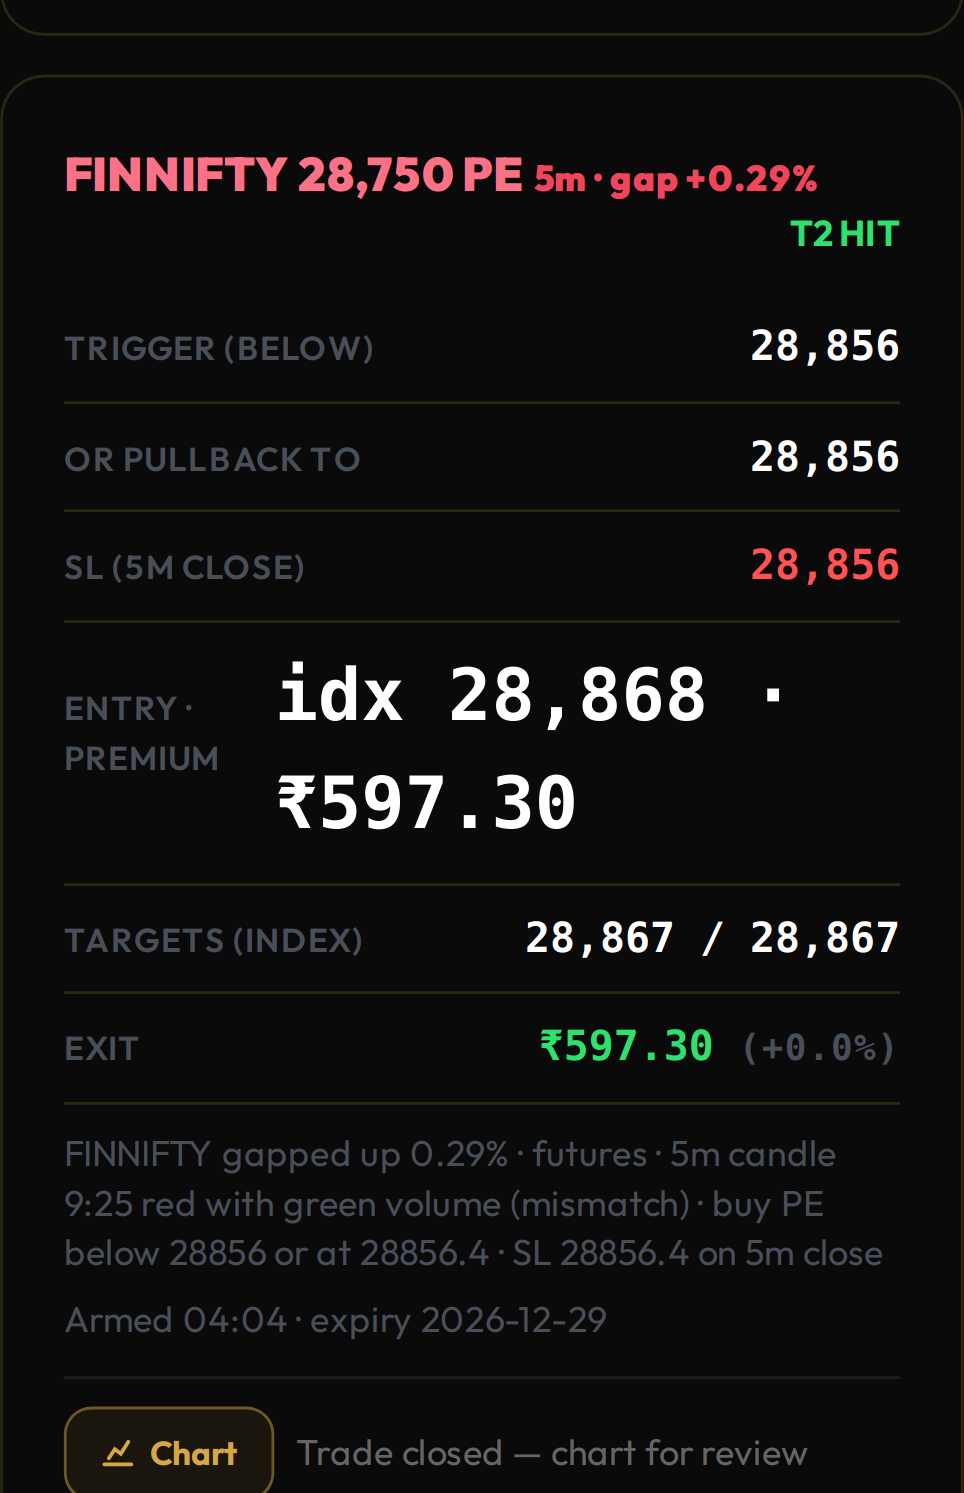 FINNIFTY 28,750 PE 5m · gap +0.29%
T2 HIT
TRIGGER (BELOW) 28,856
OR PULLBACK TO 28,856
SL (5M CLOSE) 28,856
ENTRY · PREMIUM idx 28,868 · ₹597.30
TARGETS (INDEX) 28,867 / 28,867
EXIT ₹597.30 (+0.0%)
FINNIFTY gapped up 0.29% · futures · 5m candle
9:25 red with green volume (mismatch) · buy PE
below 28856 or at 28856.4 · SL 28856.4 on 5m close
Armed 04:04 · expiry 2026-12-29
Chart Trade closed — chart for review